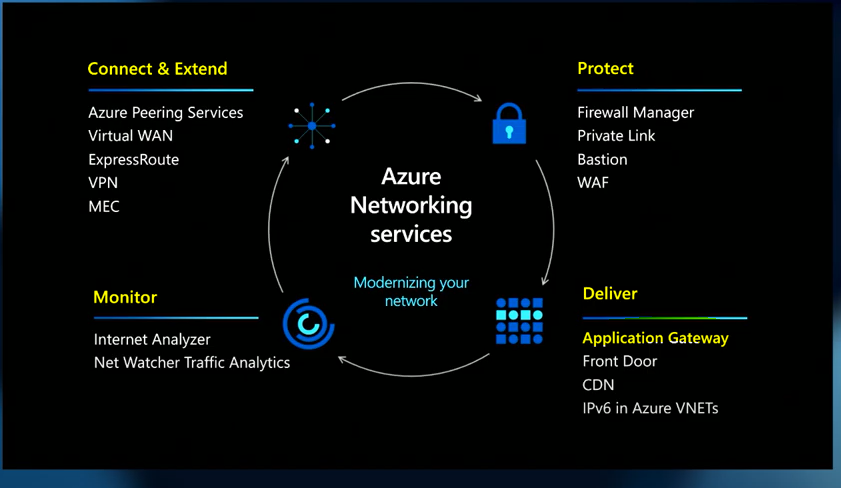 Connect & Extend
Azure Peering Services
Virtual WAN
ExpressRoute
VPN
MEC
Protect
Firewall Manager
Private Link
Bastion
WAF
Azure
Networking
services
Modernizing your
network
Monitor
Internet Analyzer
Net Watcher Traffic Analytics
Deliver
Application Gateway
Front Door
CDN
IPv6 in Azure VNETs